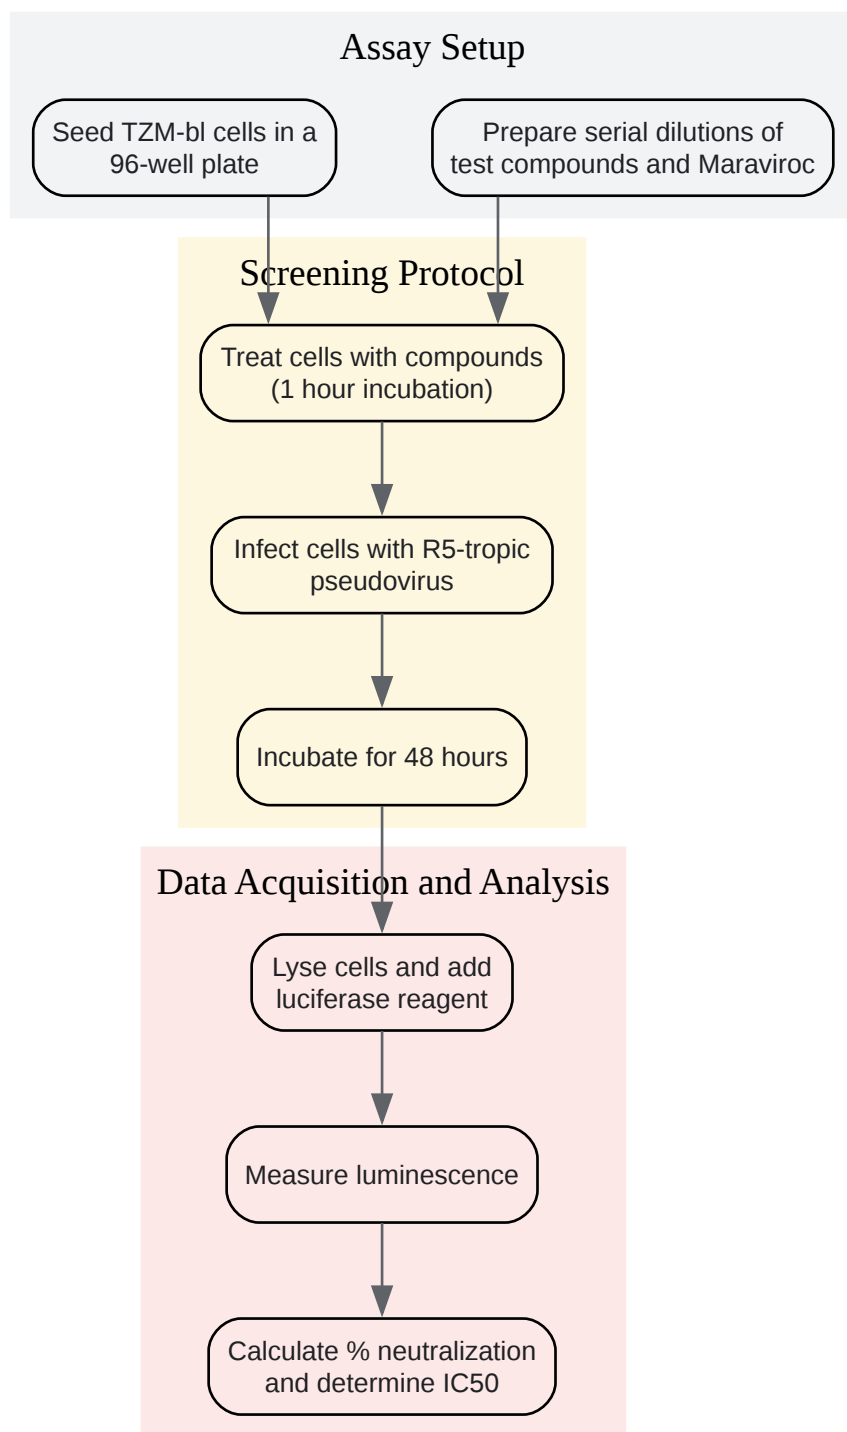 Assay Setup
Seed TZM-bl cells in a
96-well plate
Prepare serial dilutions of
test compounds and Maraviroc
Screening Protocol
Treat cells with compounds
(1 hour incubation)
Infect cells with R5-tropic
pseudovirus
Incubate for 48 hours
Data Acquisition and Analysis
Lyse cells and add
luciferase reagent
Measure luminescence
Calculate % neutralization
and determine IC50